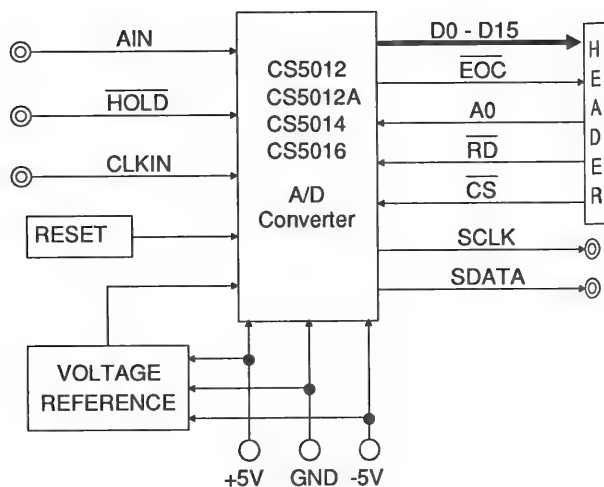 AIN
HOLD
CLKIN
RESET
VOLTAGE
REFERENCE
CS5012
CS5012A
CS5014
CS5016
A/D
Converter
D0 - D15
EOC
A0
RD
CS
SCLK
SDATA
HEADER
+5V GND -5V